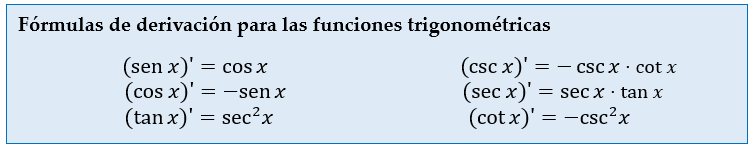 Fórmulas de derivación para las funciones trigonométricas
(sen x)' = cos x
(cos x)' = −sen x
(tan x)' = sec²x
(csc x)' = − csc x · cot x
(sec x)' = sec x · tan x
(cot x)' = −csc²x